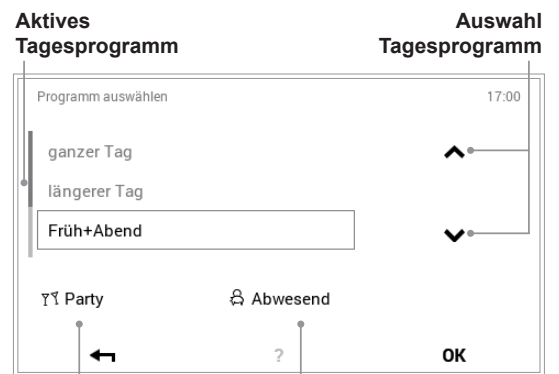 Aktives
Tagesprogramm
Auswahl
Tagesprogramm
Programm auswählen 17:00
ganzer Tag
längerer Tag
Früh+Abend
Party Abwesend
? OK